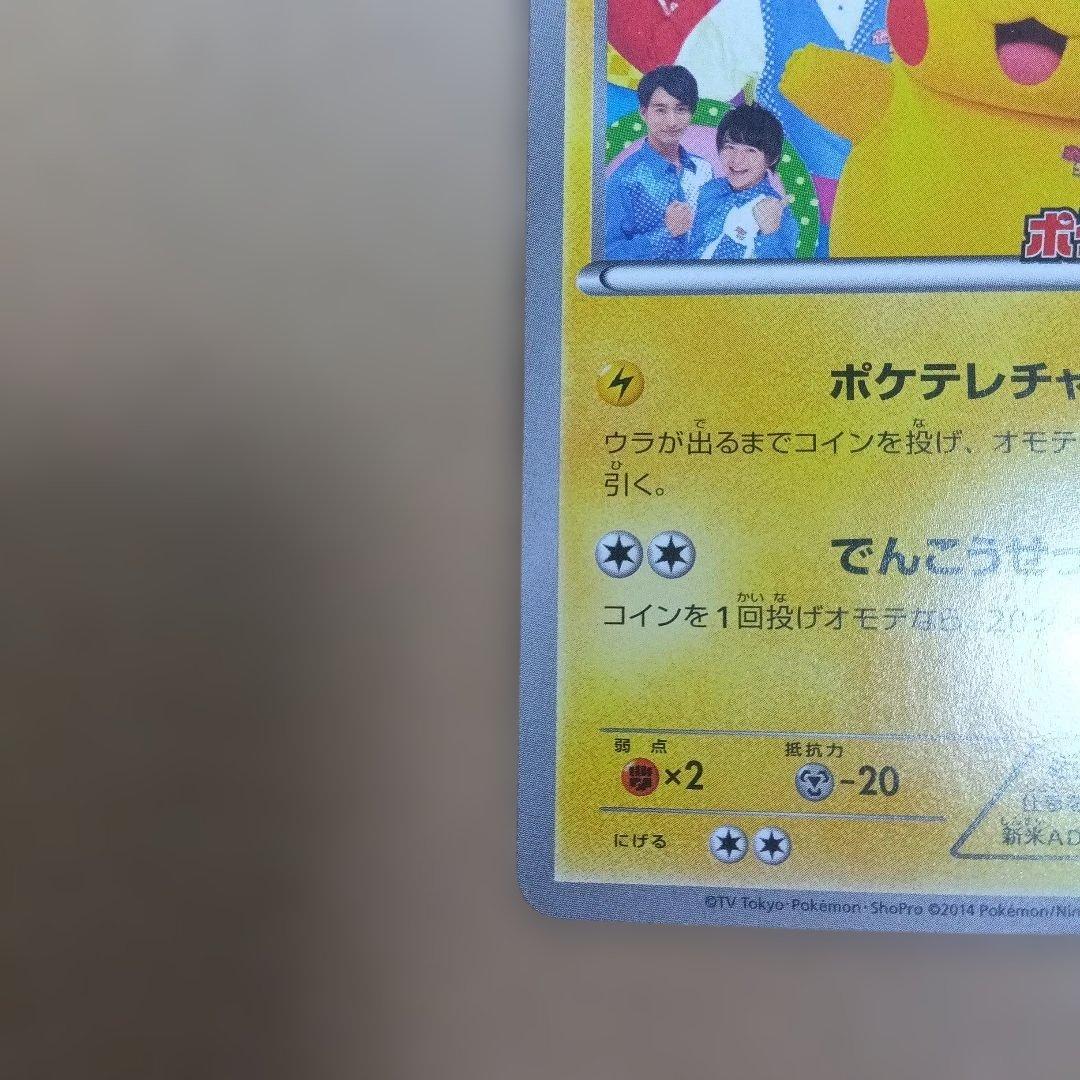 ポケ
ポケテレチャ
ウラが出るまでコインを投げ、オモテ
引く。
でんこうせっ
コインを1回投げオモテなら、20
弱点
抵抗力
×2
-20
にげる
新米AD
©TV Tokyo・Pokémon・ShoPro ©2014 Pokémon/Nin